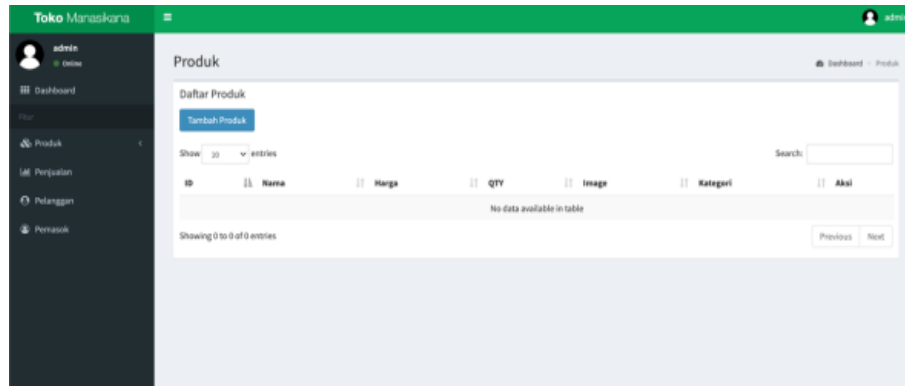 Toko Manaskana
admin
admin
Online
Produk
Dashboard > Produk
Dashboard
Fitur
Produk
Penjualan
Pelanggan
Pemasok
Daftar Produk
Tambah Produk
Show 10 entries
Search:
ID Nama Harga QTY Image Kategori Aksi
No data available in table
Showing 0 to 0 of 0 entries
Previous Next